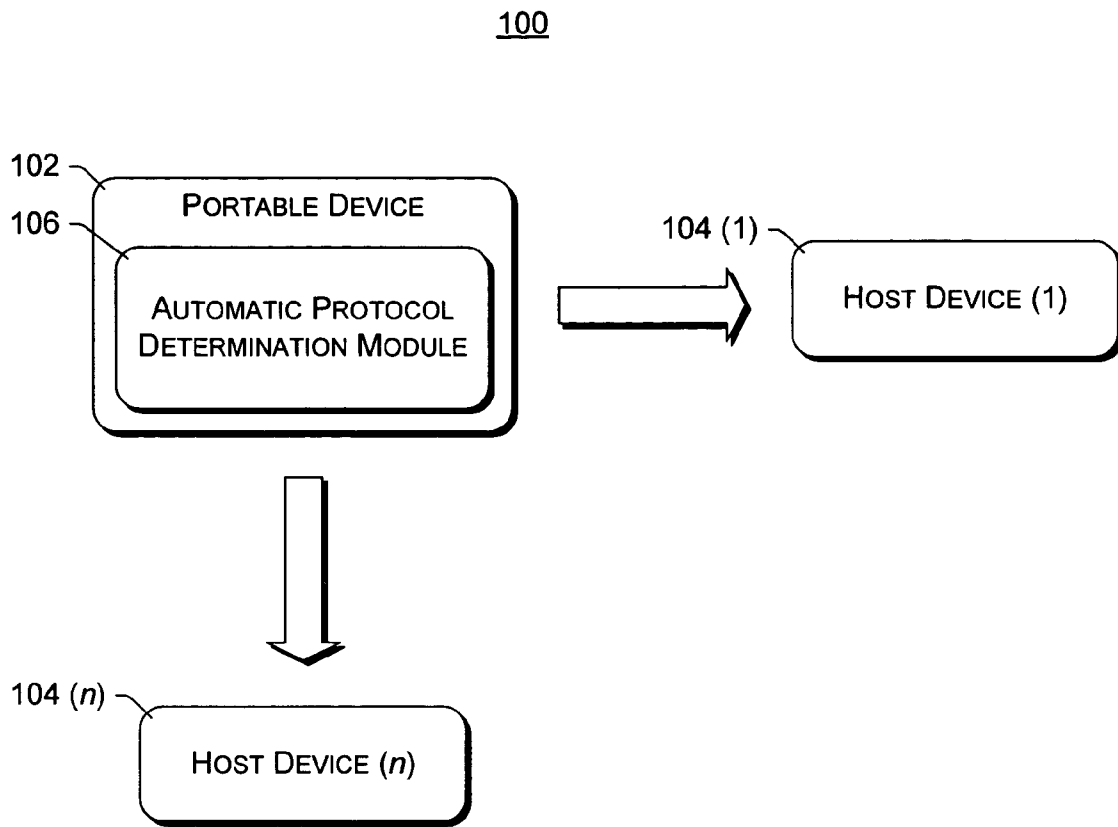 100
102
PORTABLE DEVICE
106
AUTOMATIC PROTOCOL
DETERMINATION MODULE
104 (1)
HOST DEVICE (1)
104 (n)
HOST DEVICE (n)